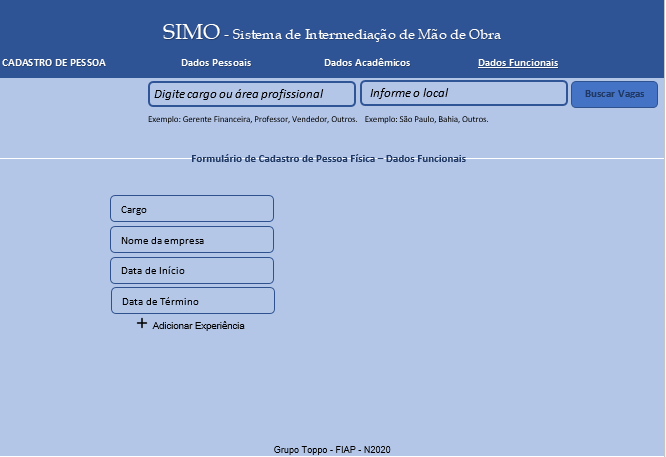 SIMO - Sistema de Intermediação de Mão de Obra
CADASTRO DE PESSOA Dados Pessoais Dados Acadêmicos Dados Funcionais
Digite cargo ou área profissional Informe o local Buscar Vagas
Exemplo: Gerente Financeira, Professor, Vendedor, Outros. Exemplo: São Paulo, Bahia, Outros.
Formulário de Cadastro de Pessoa Física – Dados Funcionais
Cargo
Nome da empresa
Data de Início
Data de Término
+ Adicionar Experiência
Grupo Toppo - FIAP - N2020